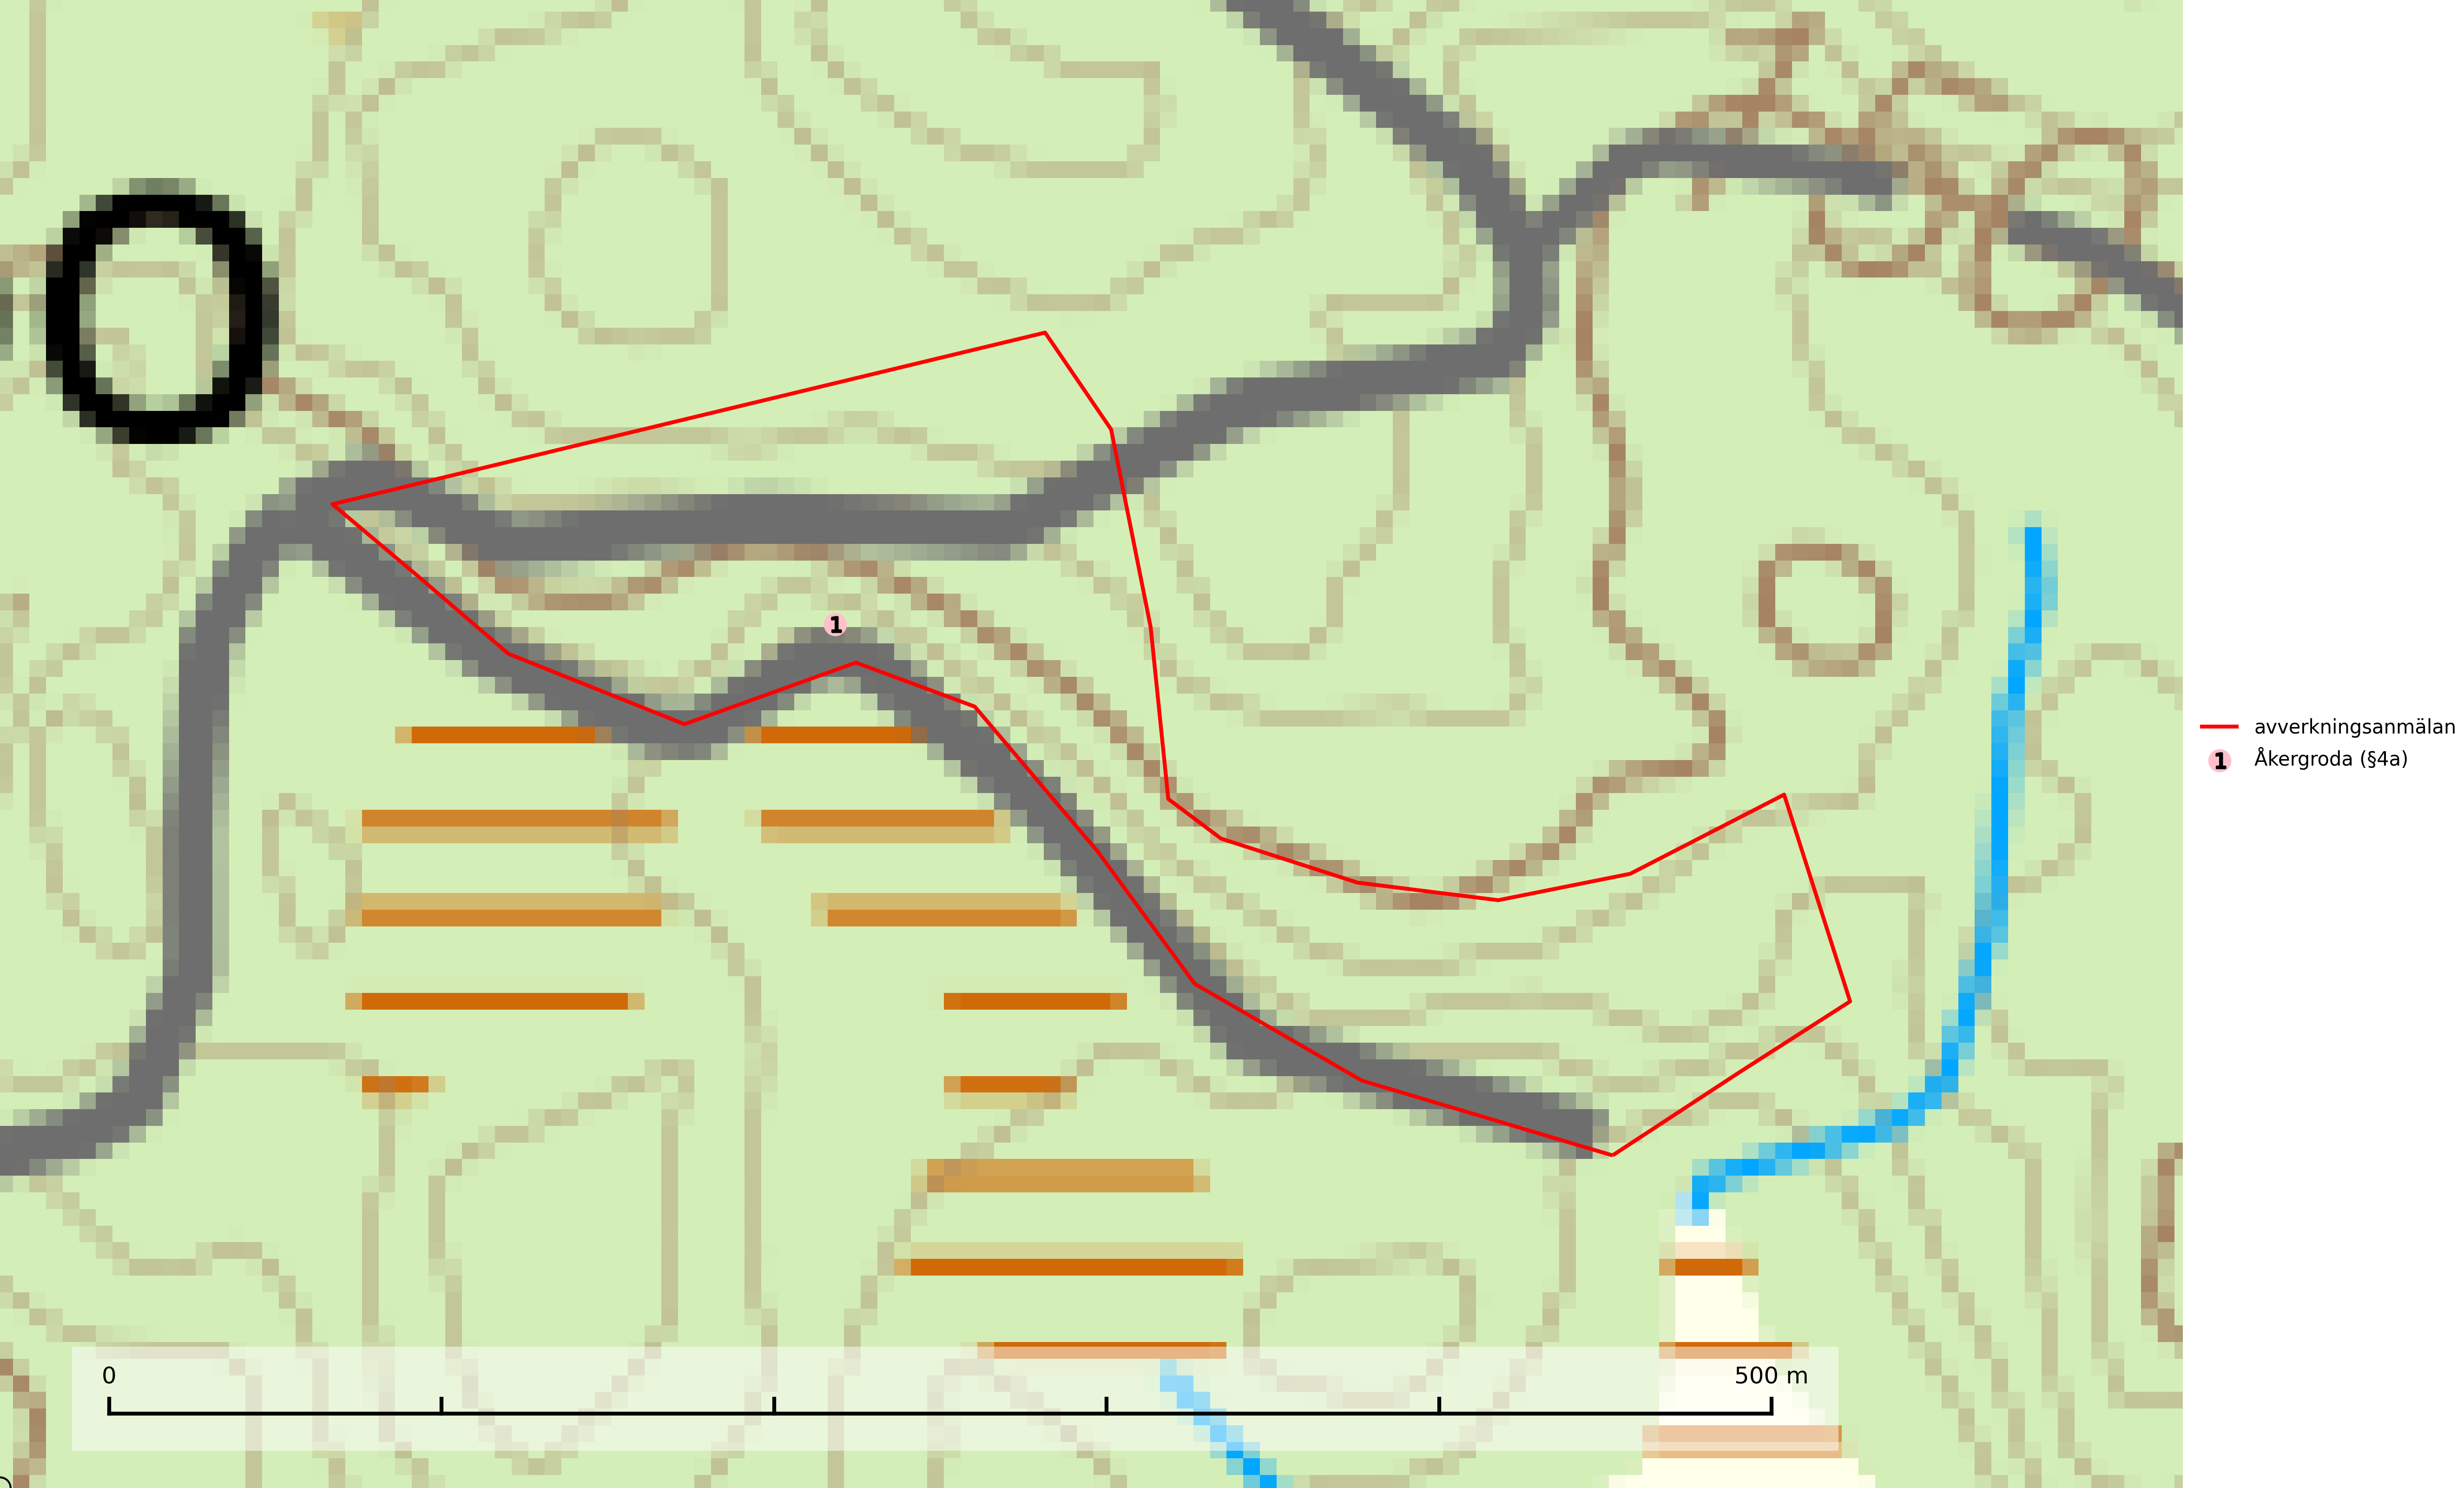 1
avverkningsanmälan
1 Åkergroda (§4a)
0 500 m